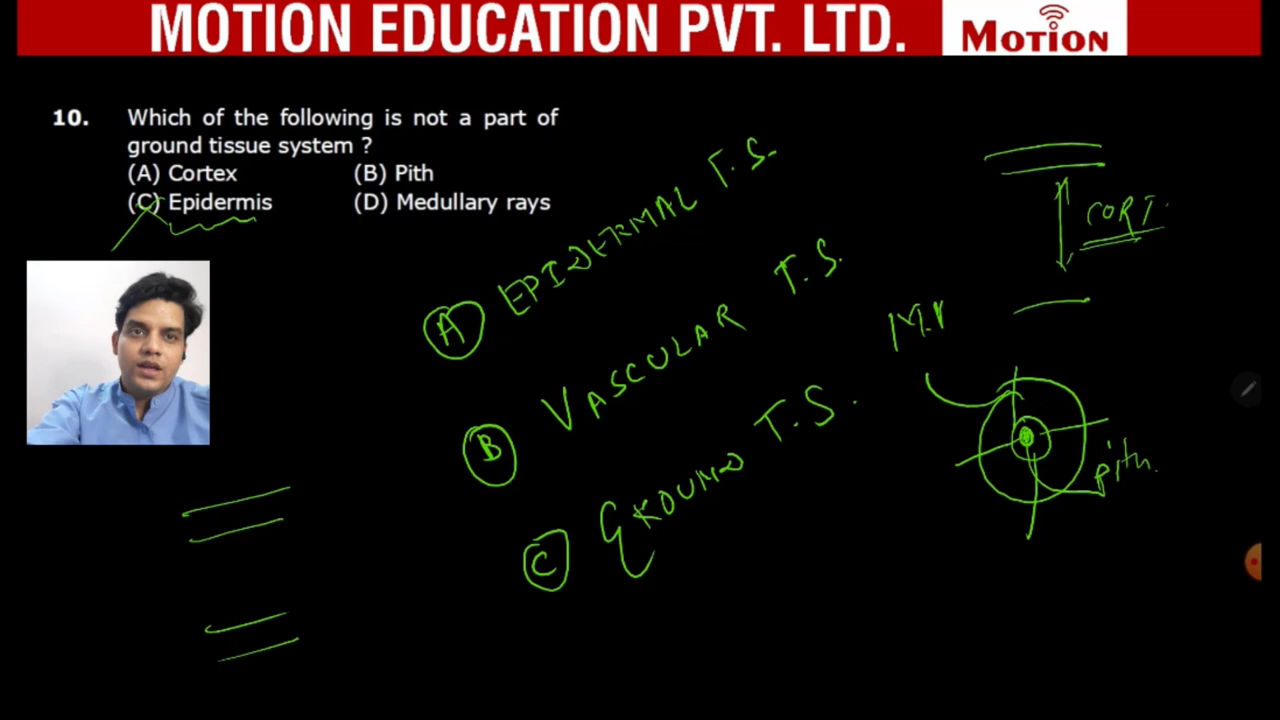 MOTION EDUCATION PVT. LTD.
MOTION
10. Which of the following is not a part of
ground tissue system ?
(A) Cortex (B) Pith
(C) Epidermis (D) Medullary rays
(A) EPIDERMAL T.S.
(B) VASCULAR T.S.
(C) GROUND T.S.
CORT.
M.r
Pith.